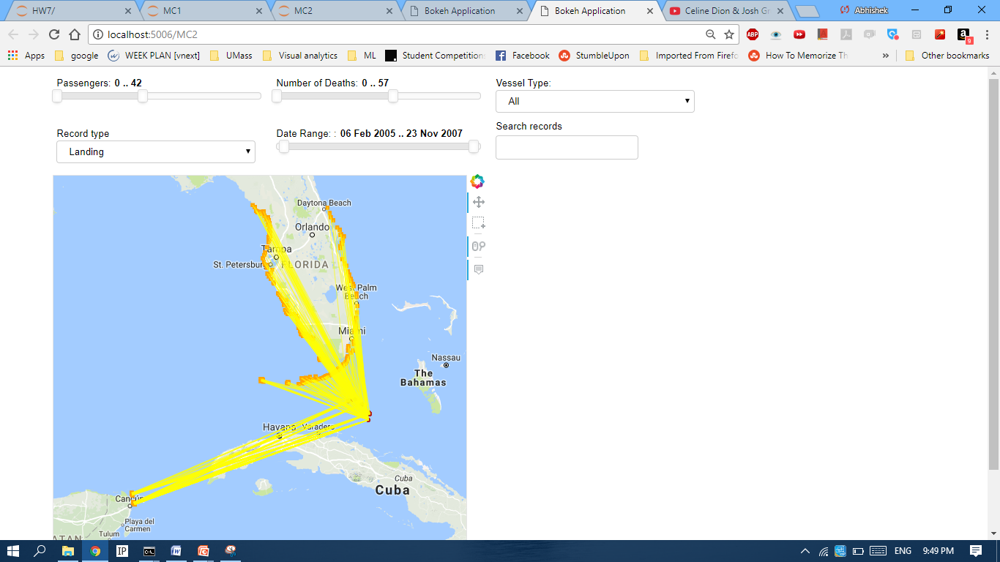 HW7/ MC1 MC2 Bokeh Application Bokeh Application Celine Dion & Josh Gr Abhishek
localhost:5006/MC2 ABP 9
Apps google WEEK PLAN [vnext] UMass Visual analytics ML Student Competitions Facebook StumbleUpon Imported From Firefo How To Memorize Th » Other bookmarks
Passengers: 0 .. 42 Number of Deaths: 0 .. 57 Vessel Type:
All
Record type Date Range: : 06 Feb 2005 .. 23 Nov 2007 Search records
Landing
Daytona Beach
Orlando
Tampa
St. Petersburg FLORIDA
West Palm
Beach
Miami
Nassau
The
Bahamas
Havana Varadero
Cuba
Cuba
Cancún
Playa del
Carmen
Tulum
ATAN
IP C:\ ENG 9:49 PM